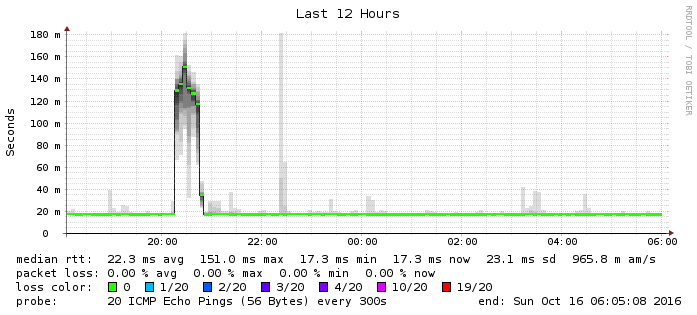 Last 12 Hours
RRDTOOL / TOBI OETIKER
Seconds
180 m
160 m
140 m
120 m
100 m
80 m
60 m
40 m
20 m
0
20:00 22:00 00:00 02:00 04:00 06:00
median rtt: 22.3 ms avg 151.0 ms max 17.3 ms min 17.3 ms now 23.1 ms sd 965.8 m am/s
packet loss: 0.00 % avg 0.00 % max 0.00 % min 0.00 % now
loss color: 0 1/20 2/20 3/20 4/20 10/20 19/20
probe: 20 ICMP Echo Pings (56 Bytes) every 300s end: Sun Oct 16 06:05:08 2016